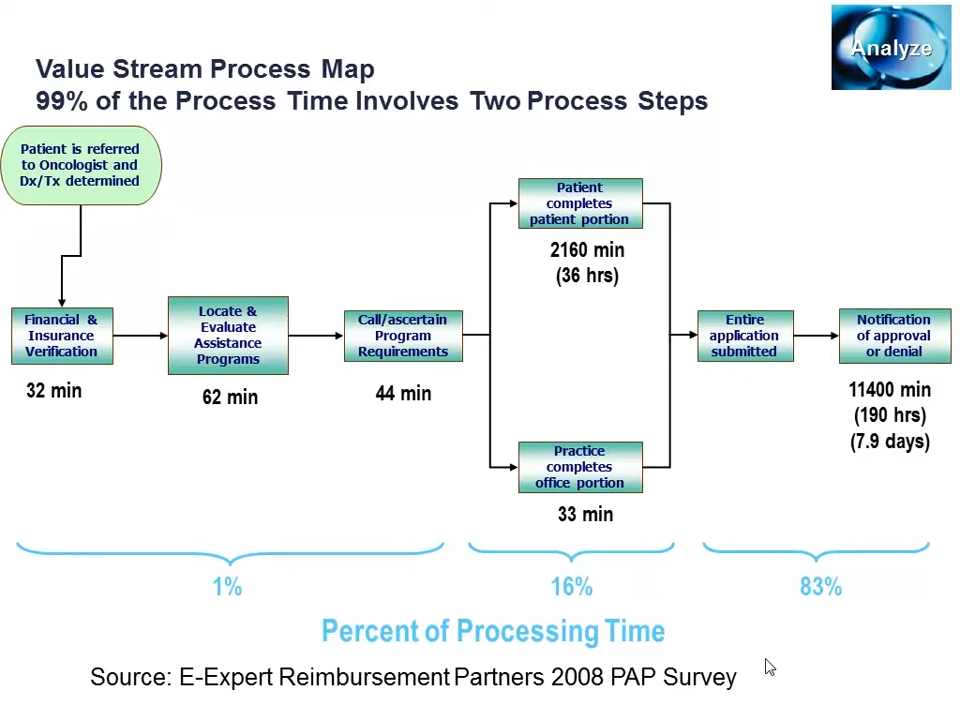 Analyze
Value Stream Process Map
99% of the Process Time Involves Two Process Steps
Patient is referred
to Oncologist and
Dx/Tx determined
Financial &
Insurance
Verification
32 min
Locate &
Evaluate
Assistance
Programs
62 min
Call/ascertain
Program
Requirements
44 min
Patient
completes
patient portion
2160 min
(36 hrs)
Practice
completes
office portion
33 min
Entire
application
submitted
Notification
of approval
or denial
11400 min
(190 hrs)
(7.9 days)
1%
16%
83%
Percent of Processing Time
Source: E-Expert Reimbursement Partners 2008 PAP Survey